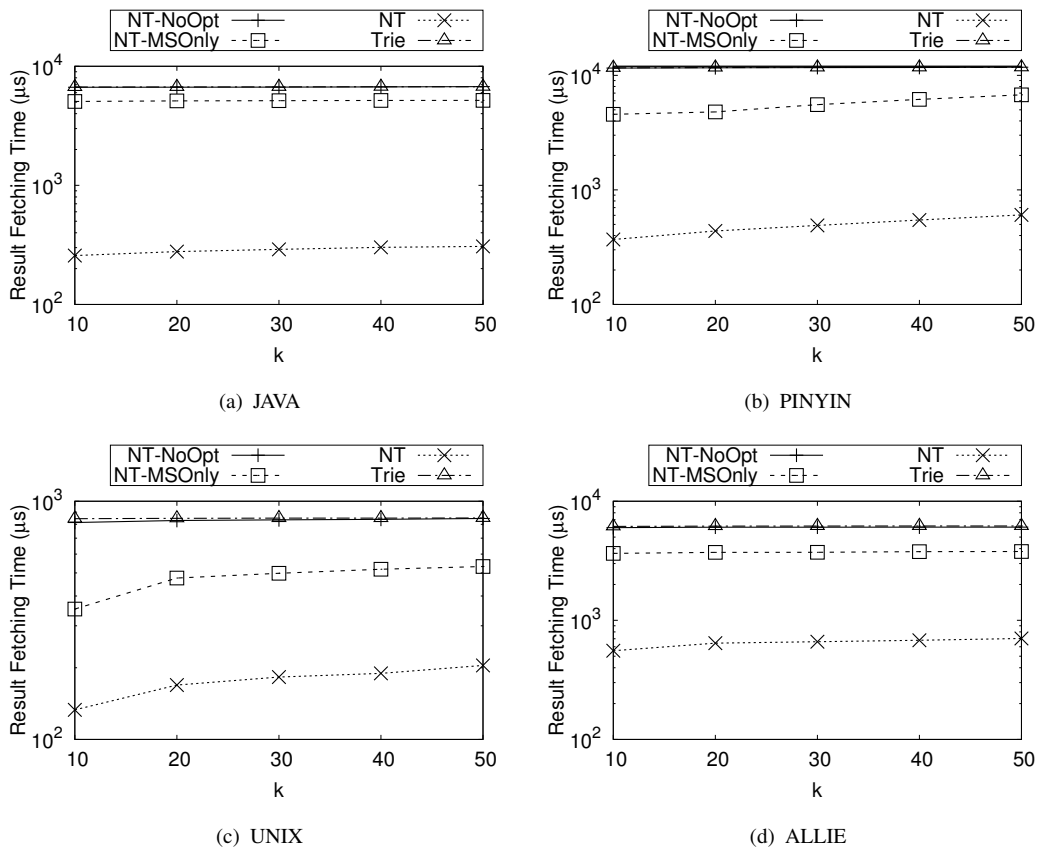 NT-NoOpt NT
NT-MSOnly Trie
10^4
10^3
10^2
Result Fetching Time (μs)
10 20 30 40 50
k
(a) JAVA
NT-NoOpt NT
NT-MSOnly Trie
10^4
10^3
10^2
Result Fetching Time (μs)
10 20 30 40 50
k
(b) PINYIN
NT-NoOpt NT
NT-MSOnly Trie
10^3
10^2
Result Fetching Time (μs)
10 20 30 40 50
k
(c) UNIX
NT-NoOpt NT
NT-MSOnly Trie
10^4
10^3
10^2
Result Fetching Time (μs)
10 20 30 40 50
k
(d) ALLIE